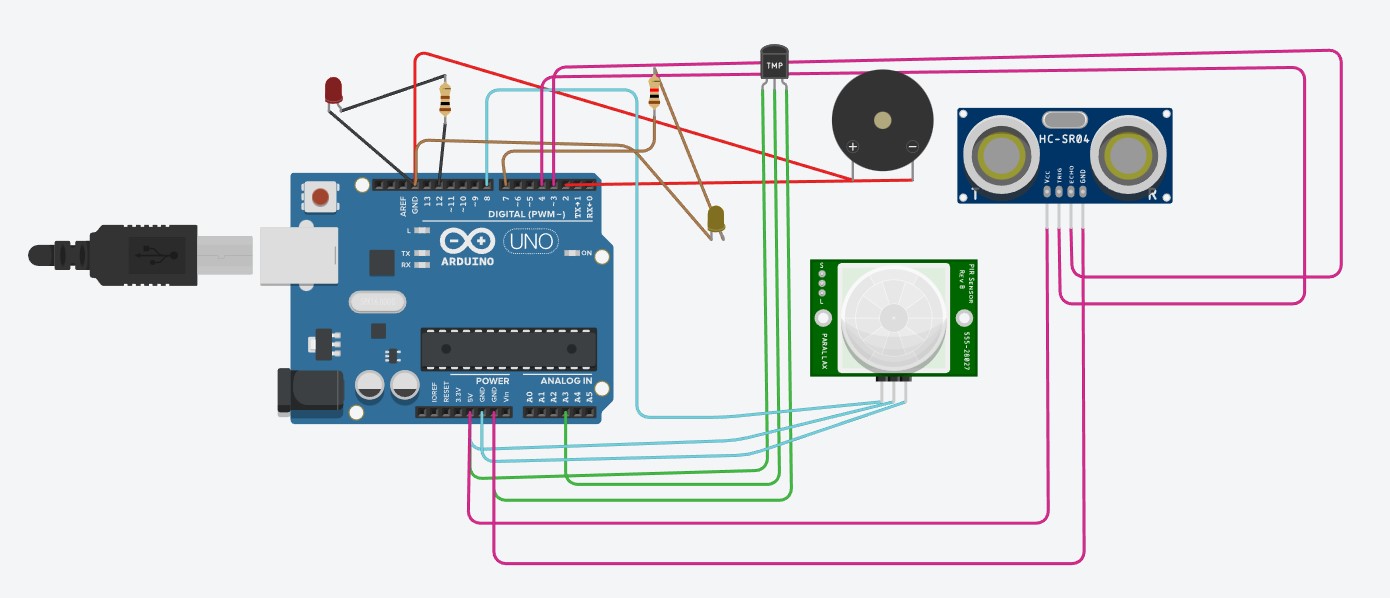 TMP
+
−
HC-SR04
VCC
TRIG
ECHO
GND
T
R
AREF
GND
13
12
~11
~10
~9
8
7
~6
~5
4
~3
2
TX→1
RX←0
DIGITAL (PWM~)
L
TX
RX
UNO
ARDUINO
ON
S
L
PIR SENSOR
REV B
PARALLAX
555-28027
IOREF
RESET
3.3V
5V
GND
GND
Vin
POWER
ANALOG IN
A0
A1
A2
A3
A4
A5